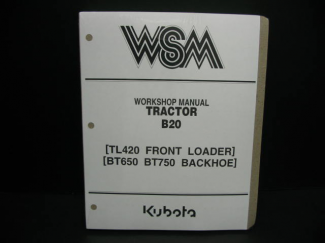 WSM
WORKSHOP MANUAL
TRACTOR
B20
[TL420 FRONT LOADER]
[BT650 BT750 BACKHOE]
Kubota